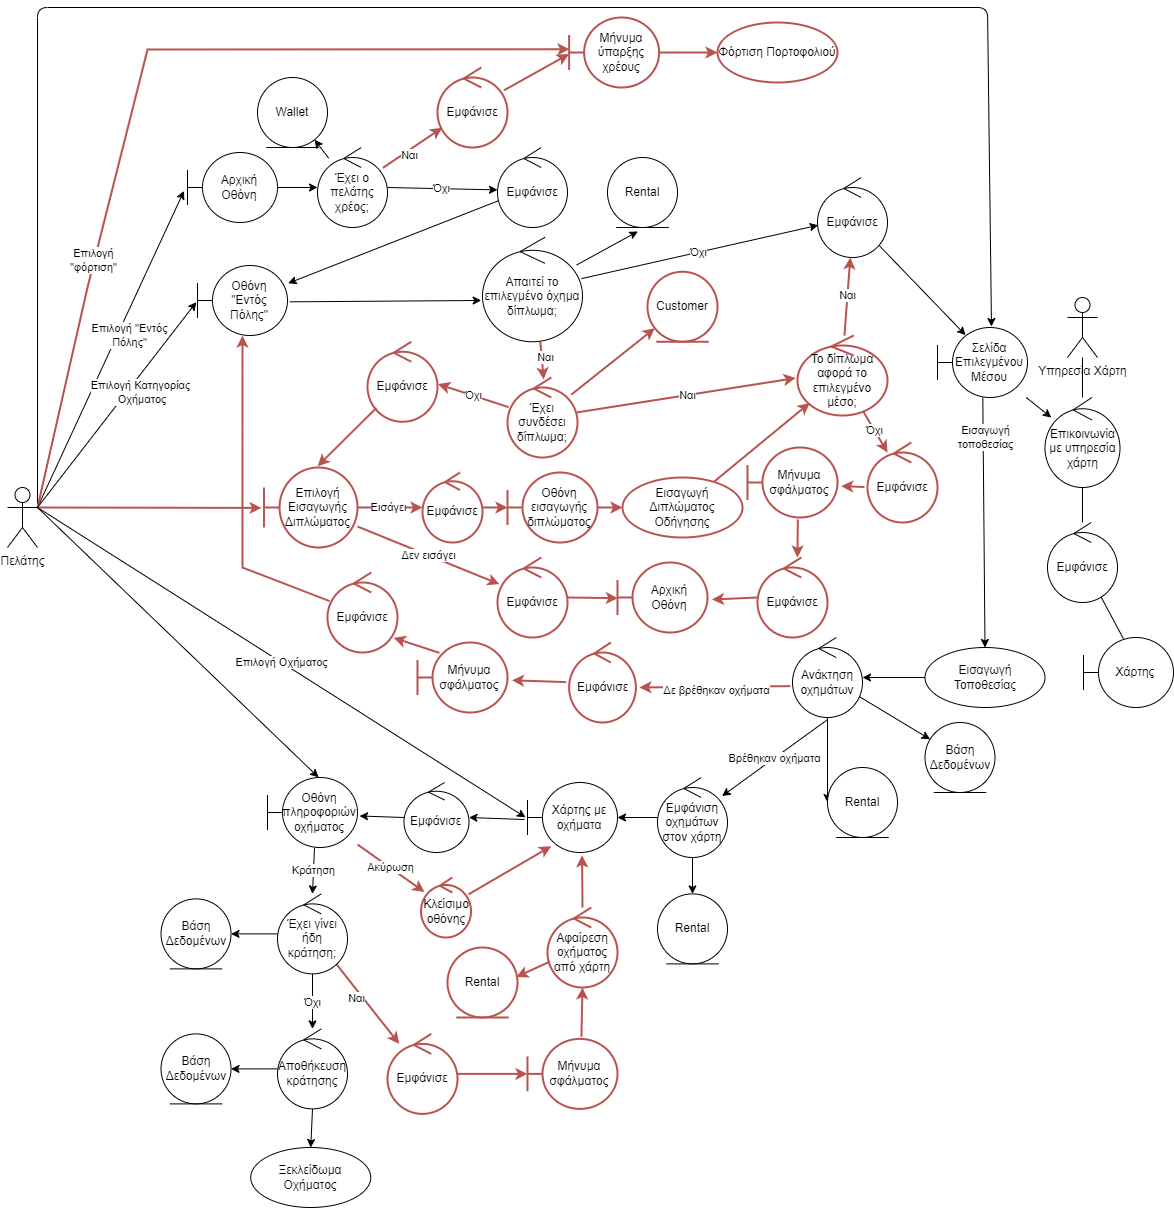 Μήνυμα
ύπαρξης
χρέους
Φόρτιση Πορτοφολιού
Wallet
Εμφάνισε
Ναι
Αρχική
Οθόνη
Έχει ο
πελάτης
χρέος;
Όχι
Εμφάνισε
Rental
Εμφάνισε
Επιλογή
"φόρτιση"
Όχι
Οθόνη
"Εντός
Πόλης"
Απαιτεί το
επιλεγμένο όχημα
δίπλωμα;
Customer
Ναι
Επιλογή "Εντός
Πόλης"
Σελίδα
Επιλεγμένου
Μέσου
Υπηρεσία Χάρτη
Ναι
Το δίπλωμα
αφορά το
επιλεγμένο
μέσο;
Επιλογή Κατηγορίας
Οχήματος
Εμφάνισε
Όχι
Έχει
συνδέσει
δίπλωμα;
Ναι
Όχι
Εισαγωγή
τοποθεσίας
Επικοινωνία
με υπηρεσία
χάρτη
Επιλογή
Εισαγωγής
Διπλώματος
Εισάγει
Εμφάνισε
Οθόνη
εισαγωγής
διπλώματος
Εισαγωγή
Διπλώματος
Οδήγησης
Μήνυμα
σφάλματος
Εμφάνισε
Πελάτης
Δεν εισάγει
Εμφάνισε
Αρχική
Οθόνη
Εμφάνισε
Εμφάνισε
Εμφάνισε
Επιλογή Οχήματος
Μήνυμα
σφάλματος
Εμφάνισε
Δε βρέθηκαν οχήματα
Ανάκτηση
οχημάτων
Εισαγωγή
Τοποθεσίας
Χάρτης
Βρέθηκαν οχήματα
Βάση
Δεδομένων
Οθόνη
πληροφοριών
οχήματος
Εμφάνισε
Χάρτης με
οχήματα
Εμφάνιση
οχημάτων
στον χάρτη
Rental
Κράτηση
Ακύρωση
Κλείσιμο
οθόνης
Βάση
Δεδομένων
Έχει γίνει
ήδη
κράτηση;
Αφαίρεση
οχήματος
από χάρτη
Rental
Rental
Ναι
Όχι
Βάση
Δεδομένων
Αποθήκευση
κράτησης
Εμφάνισε
Μήνυμα
σφάλματος
Ξεκλείδωμα
Οχήματος